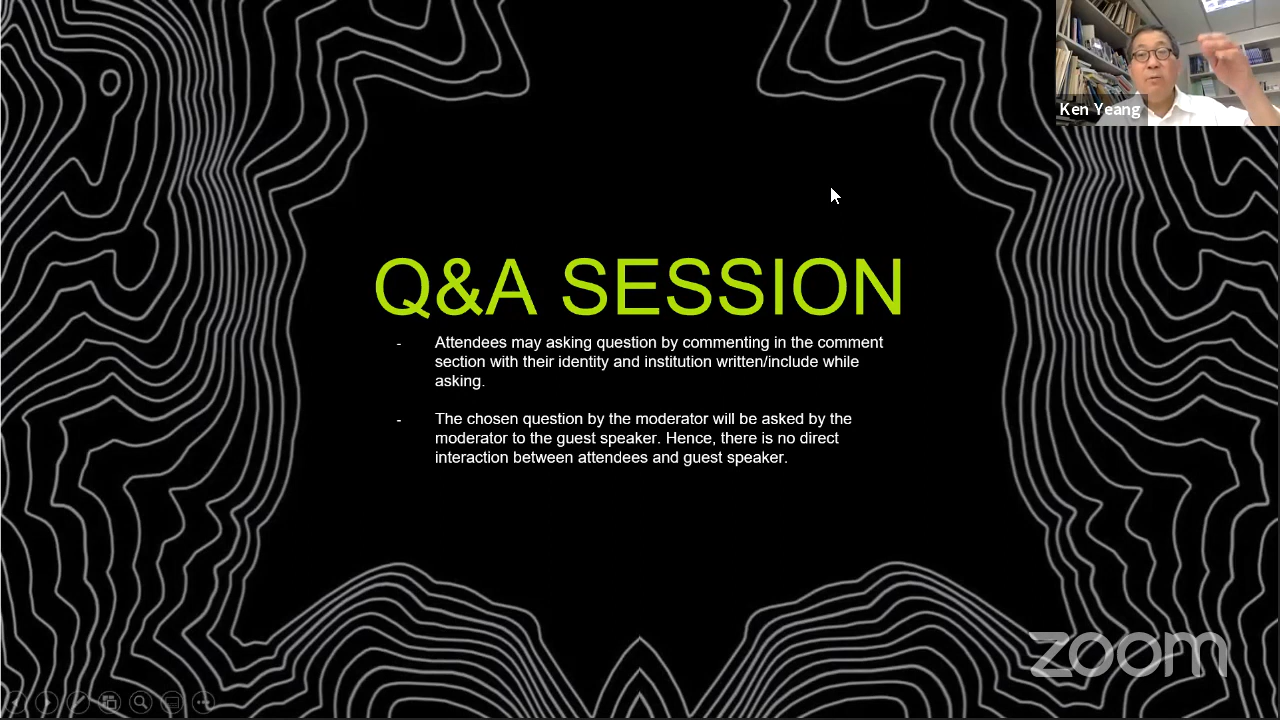 Ken Yeang
Q&A SESSION
- Attendees may asking question by commenting in the comment
section with their identity and institution written/include while
asking.
- The chosen question by the moderator will be asked by the
moderator to the guest speaker. Hence, there is no direct
interaction between attendees and guest speaker.
zoom